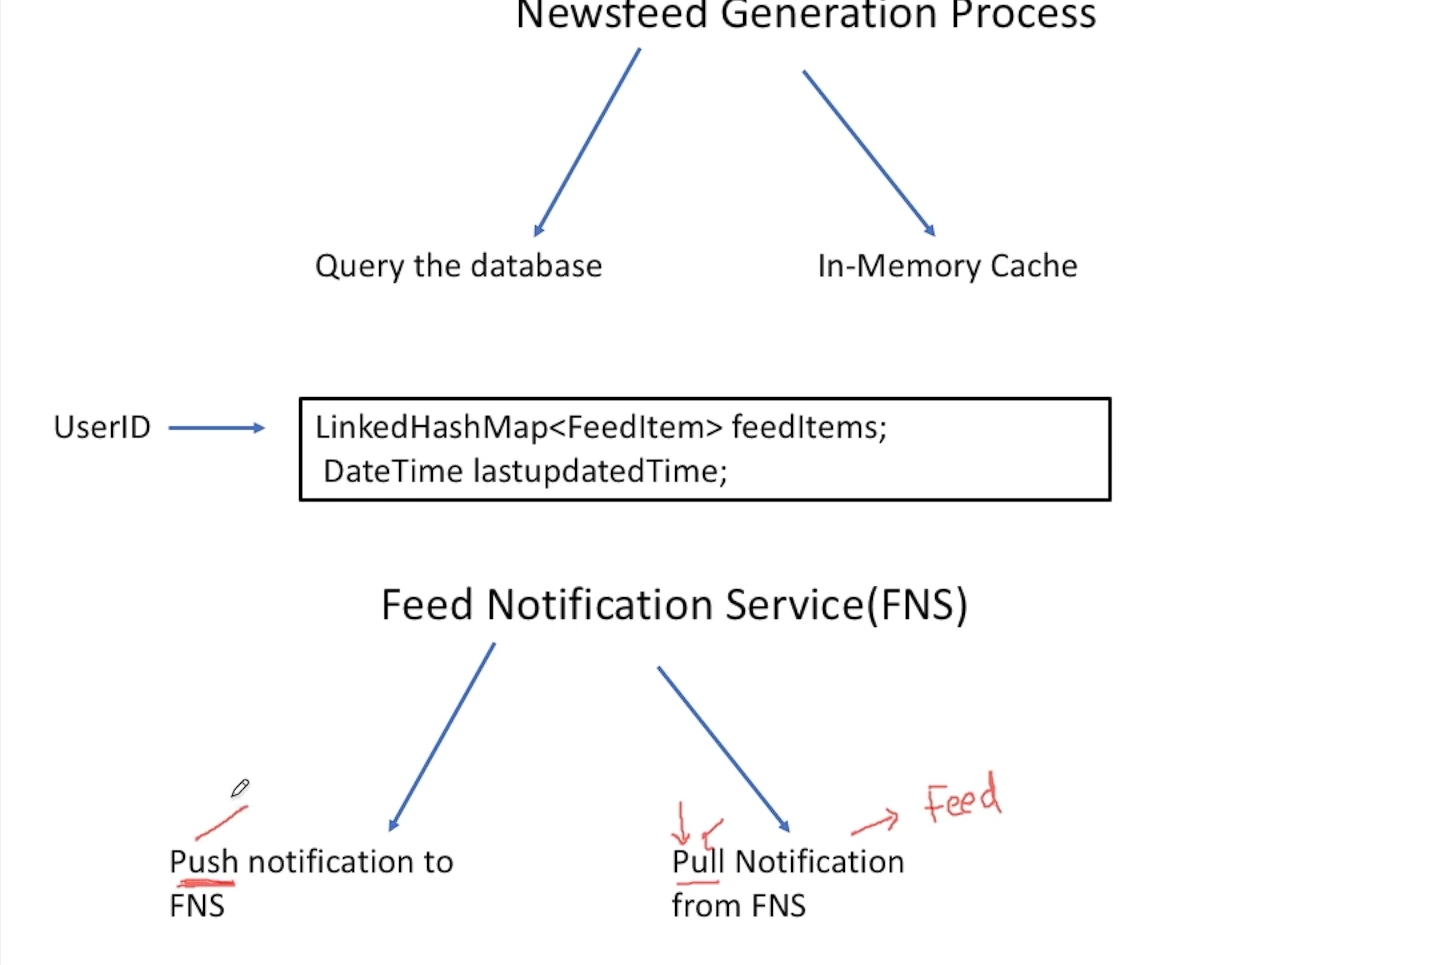 Newsfeed Generation Process
Query the database
In-Memory Cache
UserID
LinkedHashMap<FeedItem> feedItems;
DateTime lastupdatedTime;
Feed Notification Service(FNS)
Feed
Push notification to
FNS
Pull Notification
from FNS